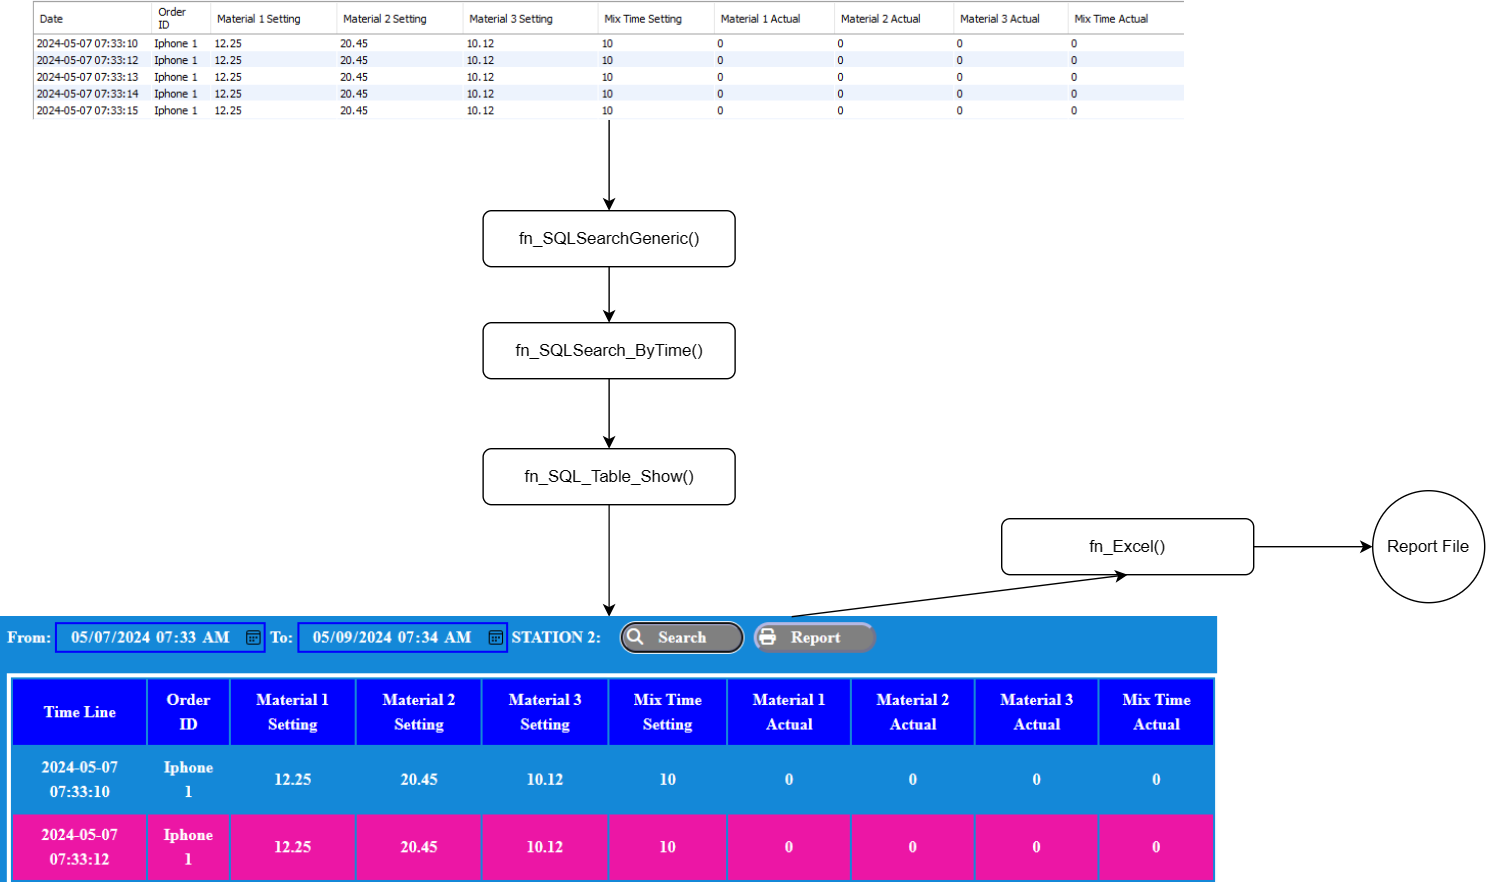 Date Order ID Material 1 Setting Material 2 Setting Material 3 Setting Mix Time Setting Material 1 Actual Material 2 Actual Material 3 Actual Mix Time Actual
2024-05-07 07:33:10 Iphone 1 12.25 20.45 10.12 10 0 0 0 0
2024-05-07 07:33:12 Iphone 1 12.25 20.45 10.12 10 0 0 0 0
2024-05-07 07:33:13 Iphone 1 12.25 20.45 10.12 10 0 0 0 0
2024-05-07 07:33:14 Iphone 1 12.25 20.45 10.12 10 0 0 0 0
2024-05-07 07:33:15 Iphone 1 12.25 20.45 10.12 10 0 0 0 0
fn_SQLSearchGeneric()
fn_SQLSearch_ByTime()
fn_SQL_Table_Show()
fn_Excel()
Report File
From: 05/07/2024 07:33 AM To: 05/09/2024 07:34 AM STATION 2: Search Report
Time Line Order ID Material 1 Setting Material 2 Setting Material 3 Setting Mix Time Setting Material 1 Actual Material 2 Actual Material 3 Actual Mix Time Actual
2024-05-07 07:33:10 Iphone 1 12.25 20.45 10.12 10 0 0 0 0
2024-05-07 07:33:12 Iphone 1 12.25 20.45 10.12 10 0 0 0 0